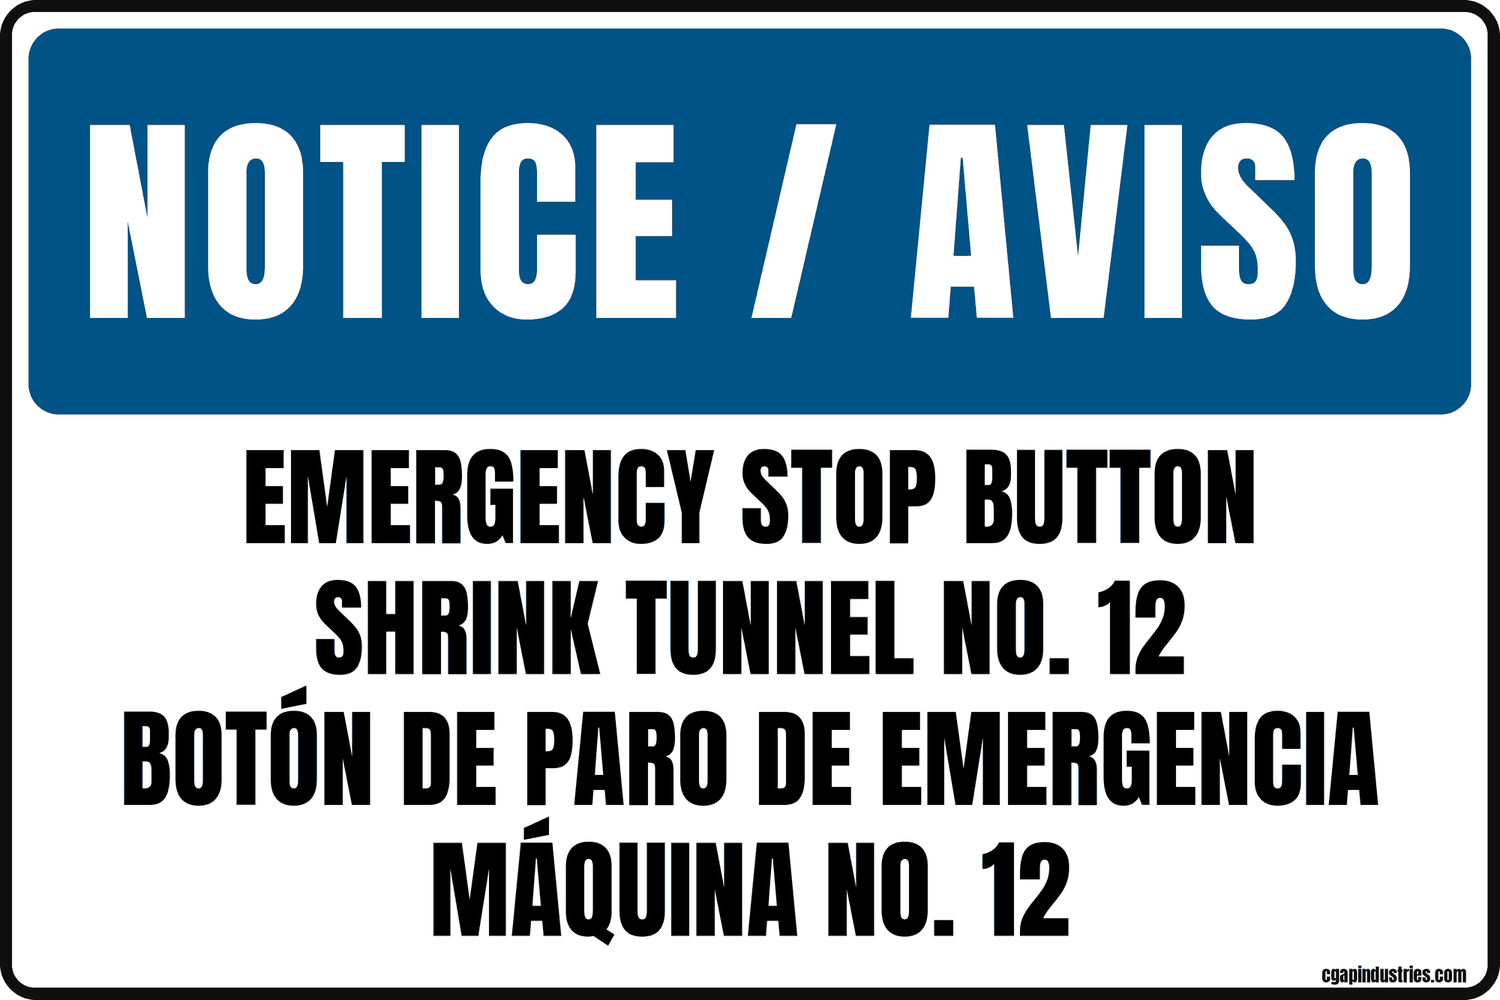 NOTICE / AVISO
EMERGENCY STOP BUTTON
SHRINK TUNNEL NO. 12
BOTÓN DE PARO DE EMERGENCIA
MÁQUINA NO. 12
cgapindustries.com